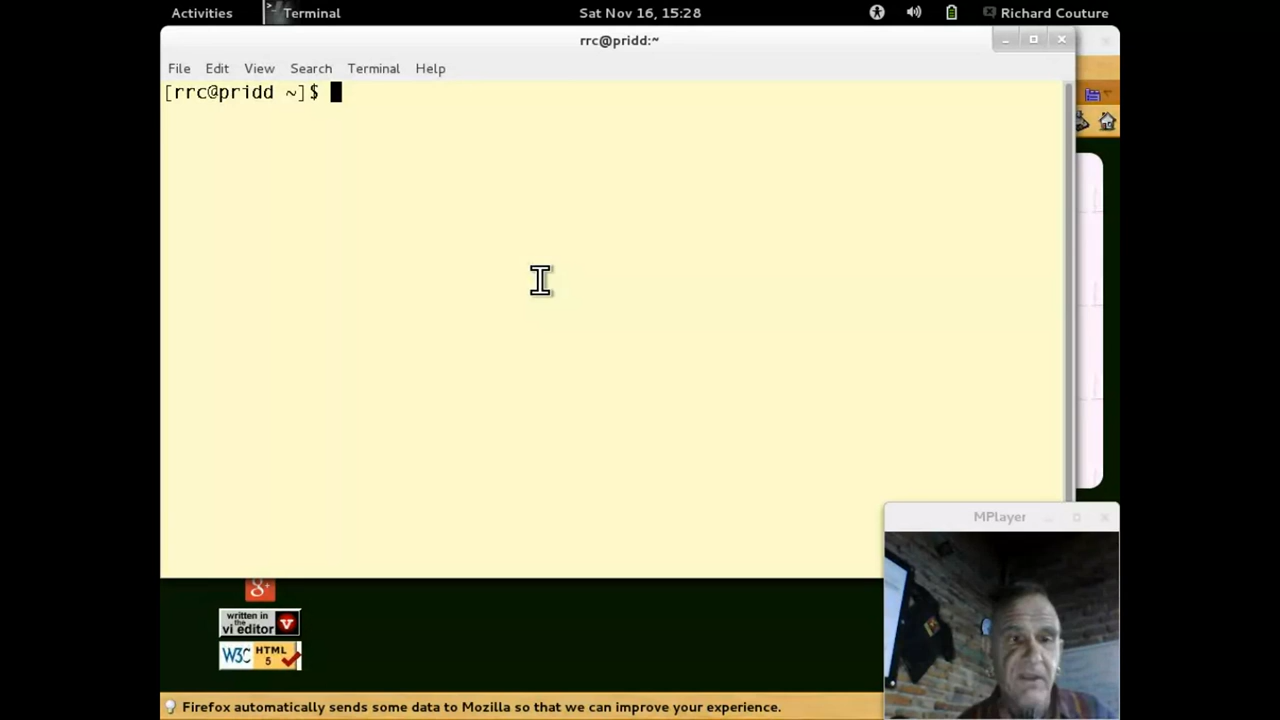 Activities Terminal Sat Nov 16, 15:28 Richard Couture
rrc@pridd:~
File Edit View Search Terminal Help
[rrc@pridd ~]$
MPlayer
g+
written in
the
vi editor
W3C HTML 5
Firefox automatically sends some data to Mozilla so that we can improve your experience.